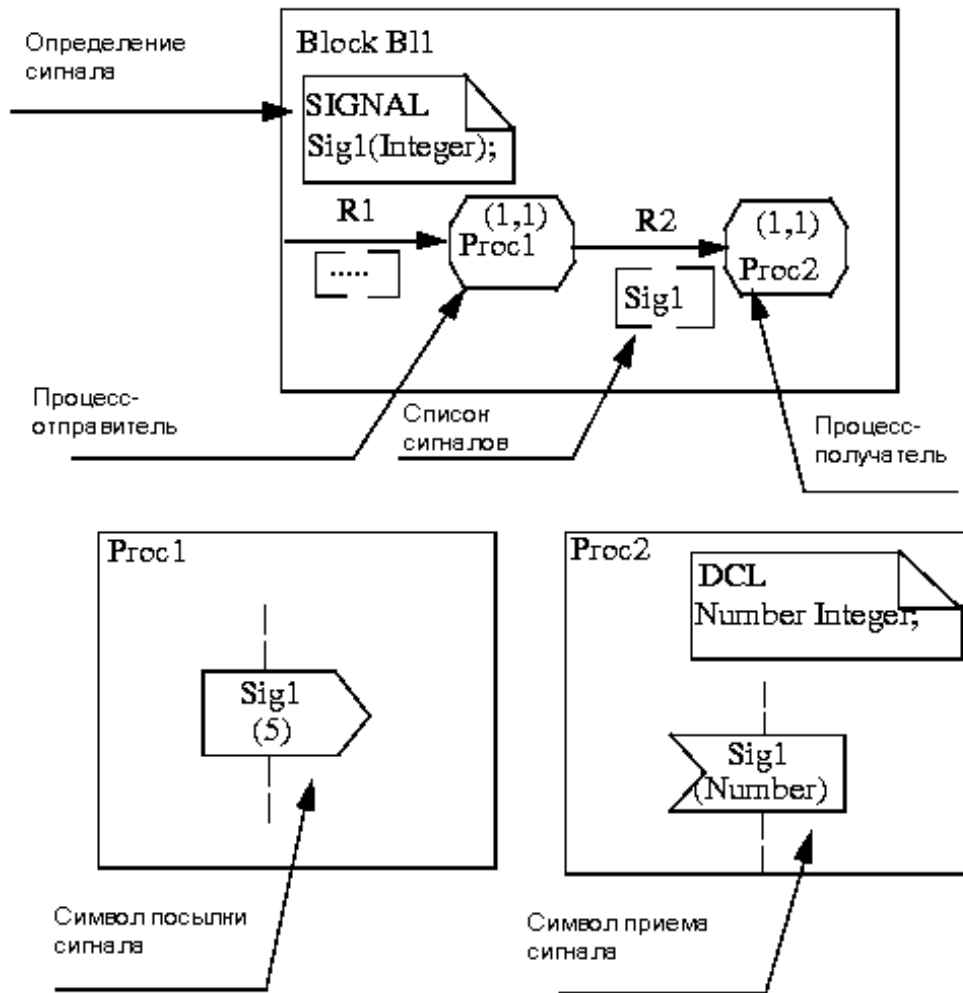 Определение
сигнала
Block Bl1
SIGNAL
Sig1(Integer);
R1
(1,1)
Proc1
R2
(1,1)
Proc2
.....
Sig1
Процесс-
отправитель
Список
сигналов
Процесс-
получатель
Proc1
Sig1
(5)
Proc2
DCL
Number Integer;
Sig1
(Number)
Символ посылки
сигнала
Символ приема
сигнала